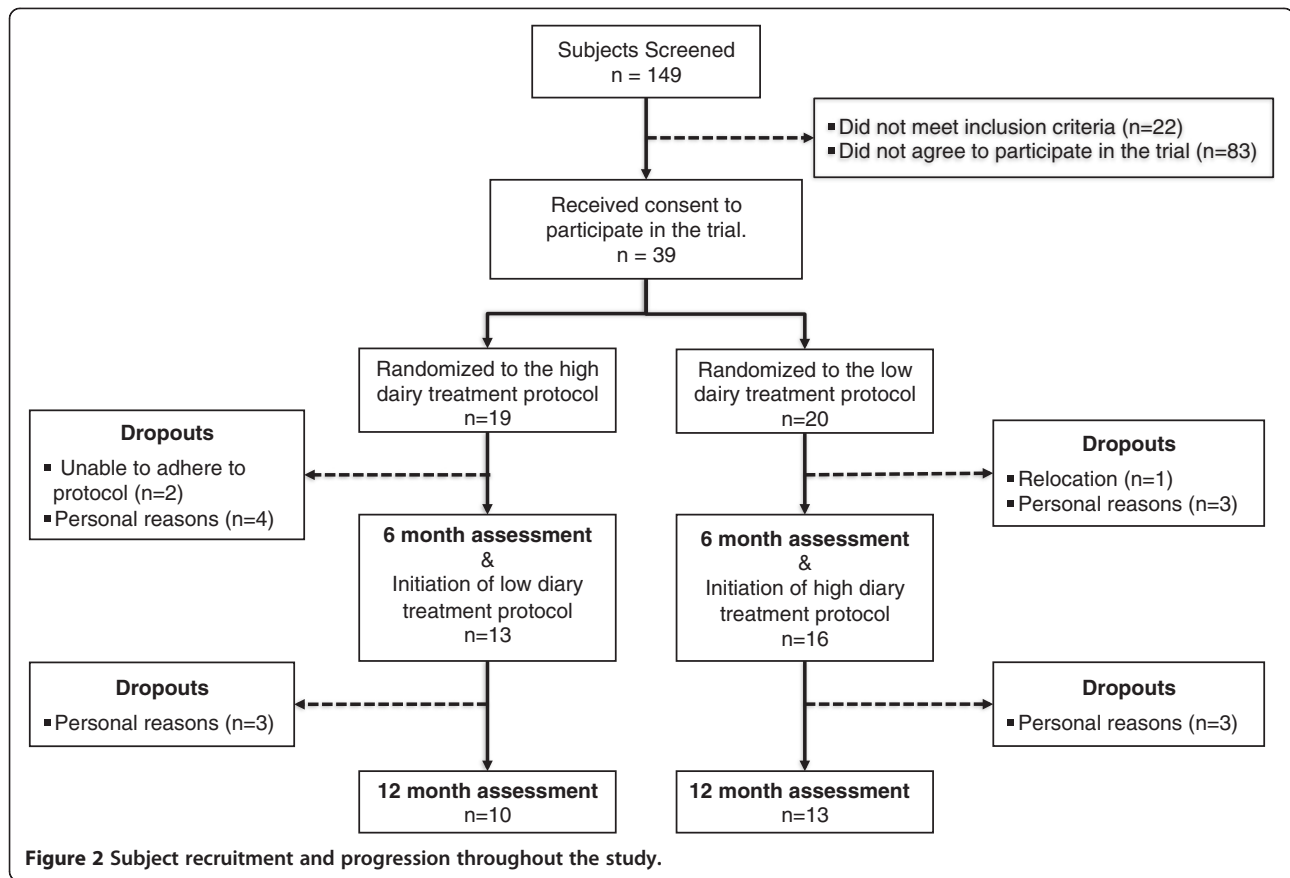 Subjects Screened
n = 149
▪ Did not meet inclusion criteria (n=22)
▪ Did not agree to participate in the trial (n=83)
Received consent to
participate in the trial.
n = 39
Randomized to the high
dairy treatment protocol
n=19
Randomized to the low
dairy treatment protocol
n=20
Dropouts
▪ Unable to adhere to
protocol (n=2)
▪ Personal reasons (n=4)
Dropouts
▪ Relocation (n=1)
▪ Personal reasons (n=3)
6 month assessment
&
Initiation of low diary
treatment protocol
n=13
6 month assessment
&
Initiation of high diary
treatment protocol
n=16
Dropouts
▪ Personal reasons (n=3)
Dropouts
▪ Personal reasons (n=3)
12 month assessment
n=10
12 month assessment
n=13
Figure 2 Subject recruitment and progression throughout the study.